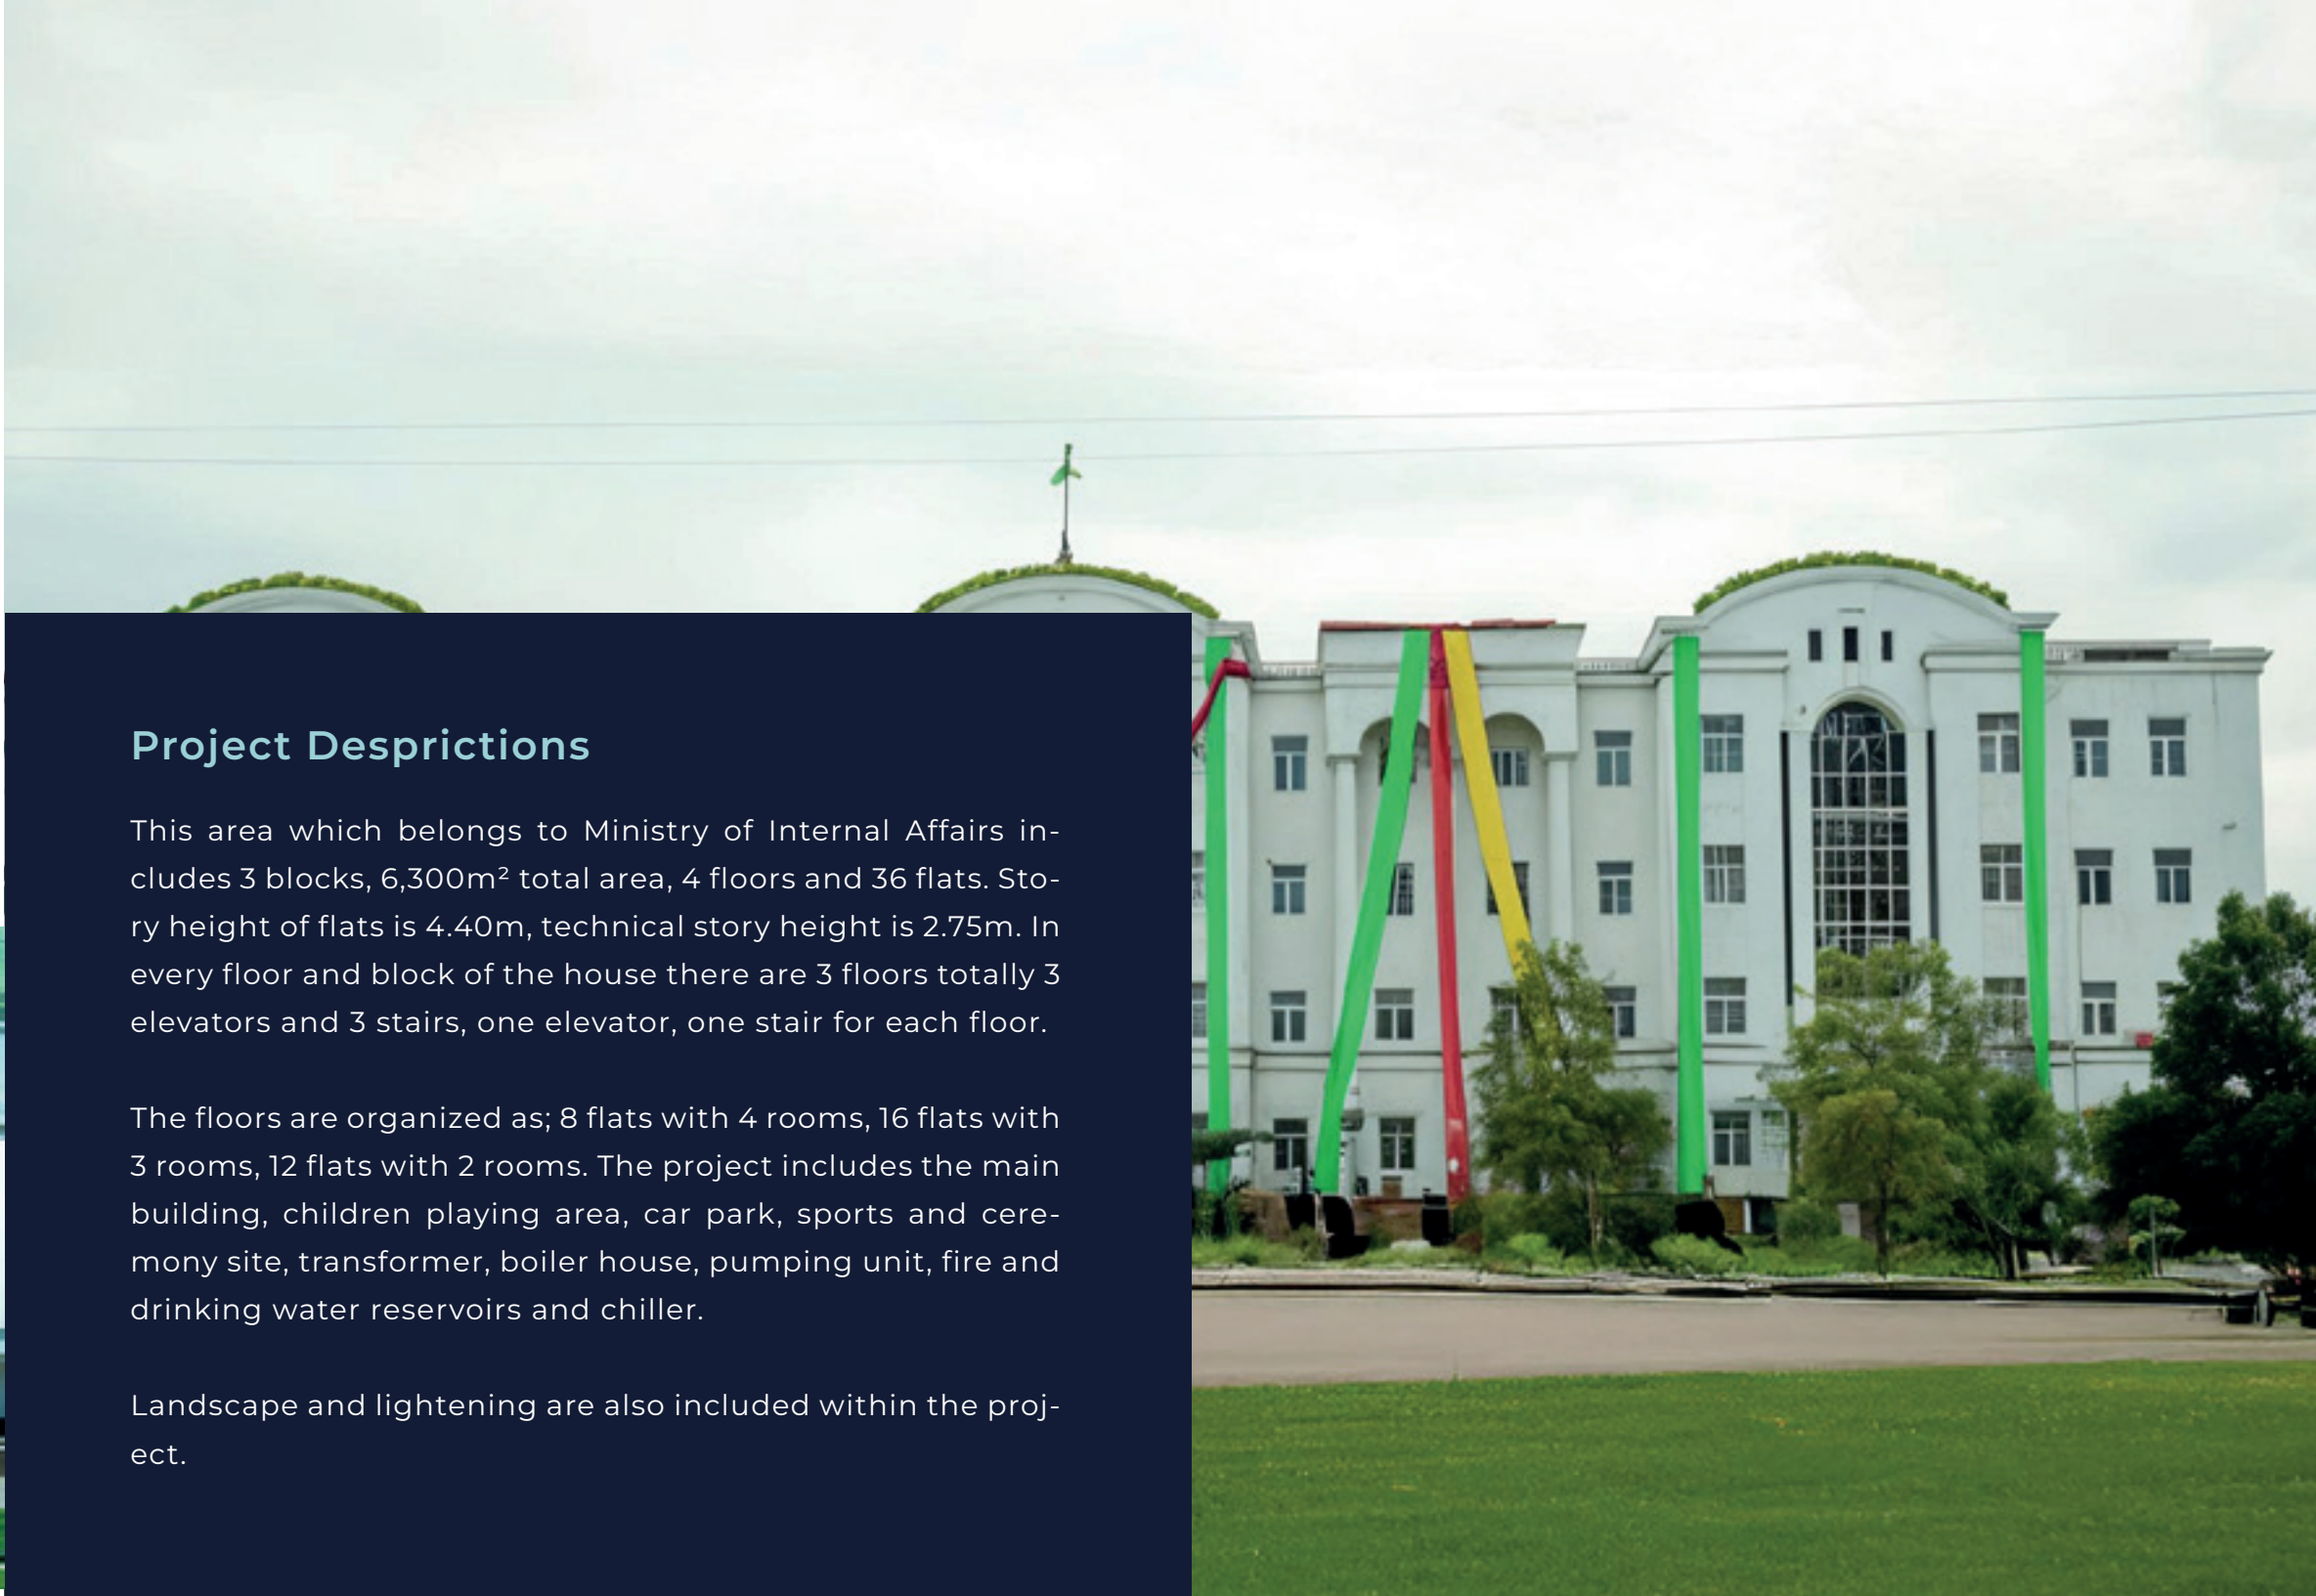 Project Desprictions
This area which belongs to Ministry of Internal Affairs in-
cludes 3 blocks, 6,300m² total area, 4 floors and 36 flats. Sto-
ry height of flats is 4.40m, technical story height is 2.75m. In
every floor and block of the house there are 3 floors totally 3
elevators and 3 stairs, one elevator, one stair for each floor.
The floors are organized as; 8 flats with 4 rooms, 16 flats with
3 rooms, 12 flats with 2 rooms. The project includes the main
building, children playing area, car park, sports and cere-
mony site, transformer, boiler house, pumping unit, fire and
drinking water reservoirs and chiller.
Landscape and lightening are also included within the proj-
ect.